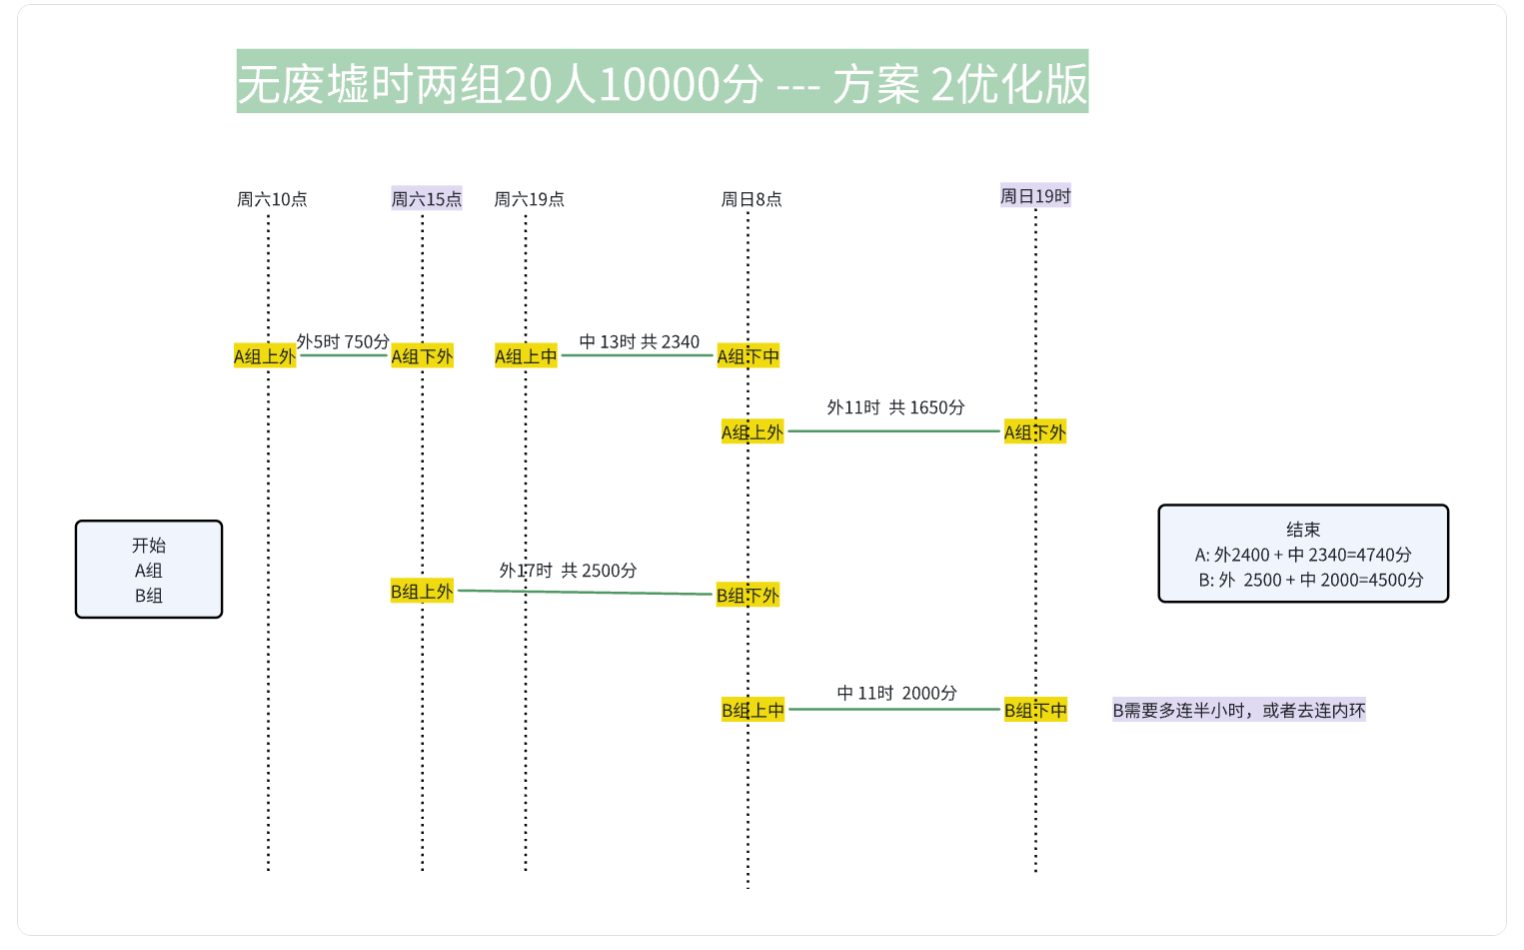 无废墟时两组20人10000分 --- 方案 2优化版
周六10点
周六15点
周六19点
周日8点
周日19时
A组上外
外5时 750分
A组下外
A组上中
中 13时 共 2340
A组下中
A组上外
外11时 共 1650分
A组下外
开始
A组
B组
结束
A: 外2400 + 中 2340=4740分
B: 外 2500 + 中 2000=4500分
B组上外
外17时 共 2500分
B组下外
B组上中
中 11时 2000分
B组下中
B需要多连半小时，或者去连内环